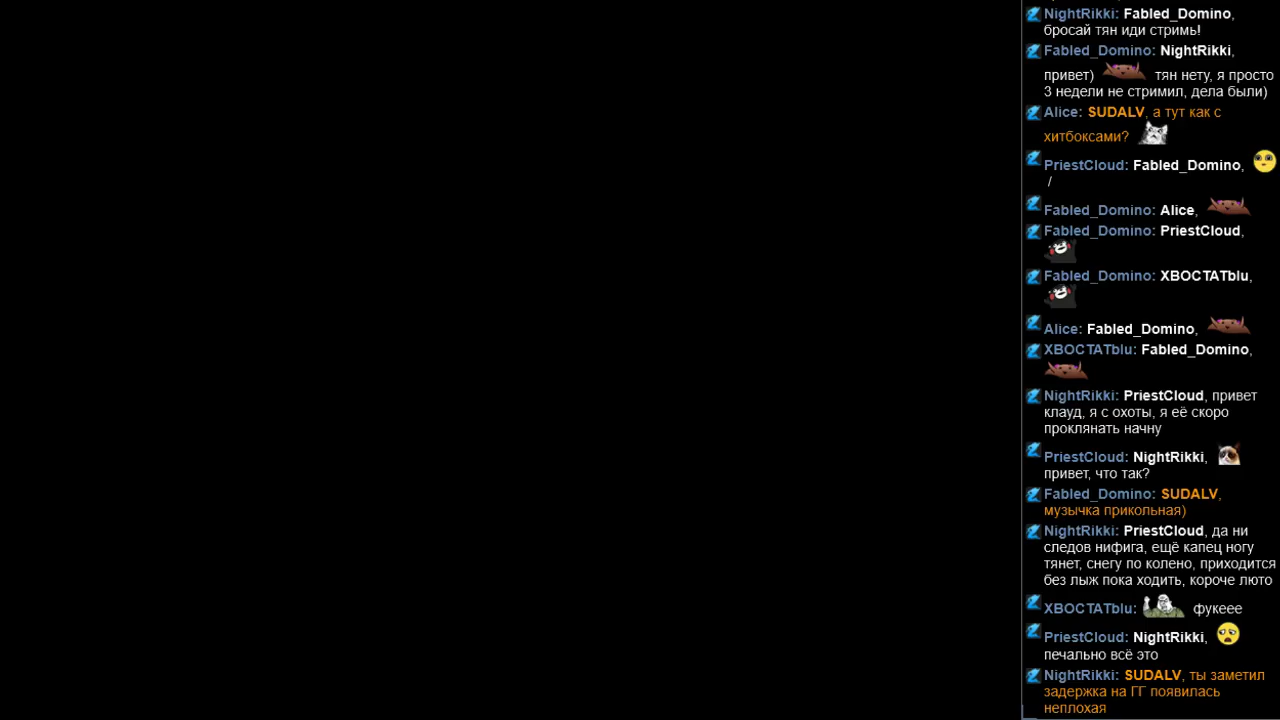 NightRikki: Fabled_Domino,
бросай тян иди стримь!
Fabled_Domino: NightRikki,
привет) тян нету, я просто
3 недели не стримил, дела были)
Alice: SUDALV, а тут как с
хитбоксами?
PriestCloud: Fabled_Domino,
/
Fabled_Domino: Alice,
Fabled_Domino: PriestCloud,
Fabled_Domino: XBOCTATblu,
Alice: Fabled_Domino,
XBOCTATblu: Fabled_Domino,
NightRikki: PriestCloud, привет
клауд, я с охоты, я её скоро
проклянать начну
PriestCloud: NightRikki,
привет, что так?
Fabled_Domino: SUDALV,
музычка прикольная)
NightRikki: PriestCloud, да ни
следов нифига, ещё капец ногу
тянет, снегу по колено, приходится
без лыж пока ходить, короче люто
XBOCTATblu: фукеее
PriestCloud: NightRikki,
печально всё это
NightRikki: SUDALV, ты заметил
задержка на ГГ появилась
неплохая